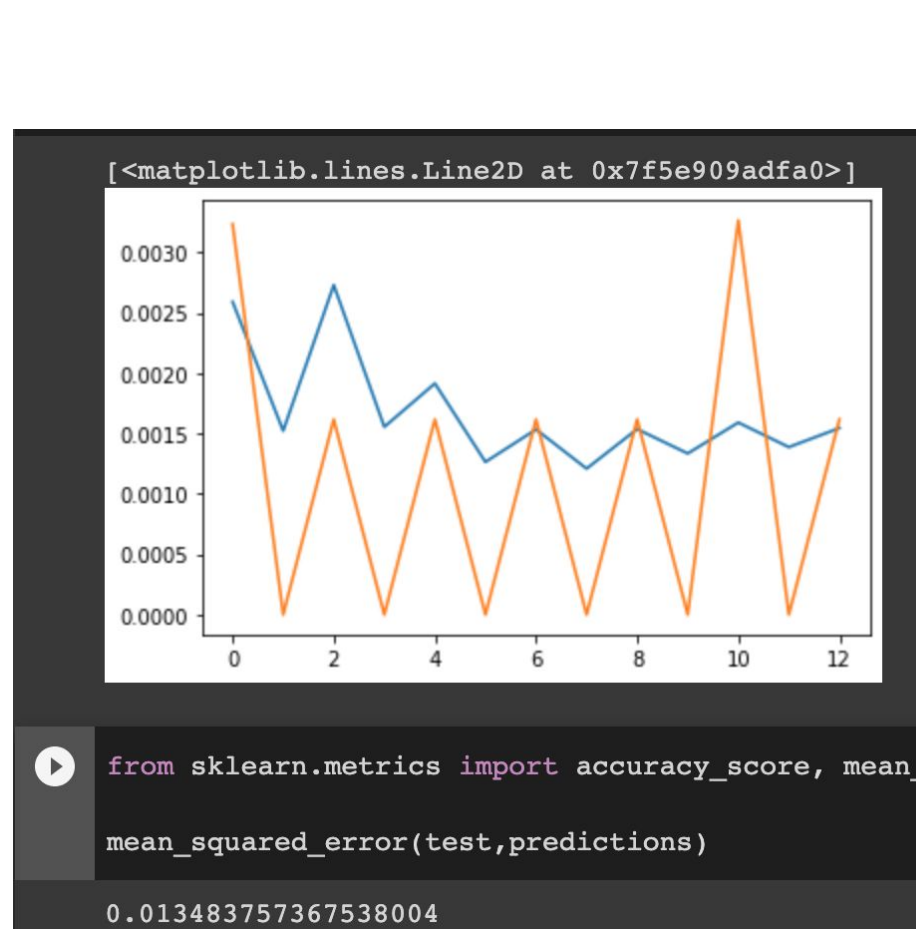 [<matplotlib.lines.Line2D at 0x7f5e909adfa0>]
0.0030
0.0025
0.0020
0.0015
0.0010
0.0005
0.0000
0 2 4 6 8 10 12
from sklearn.metrics import accuracy_score, mean_
mean_squared_error(test,predictions)
0.013483757367538004